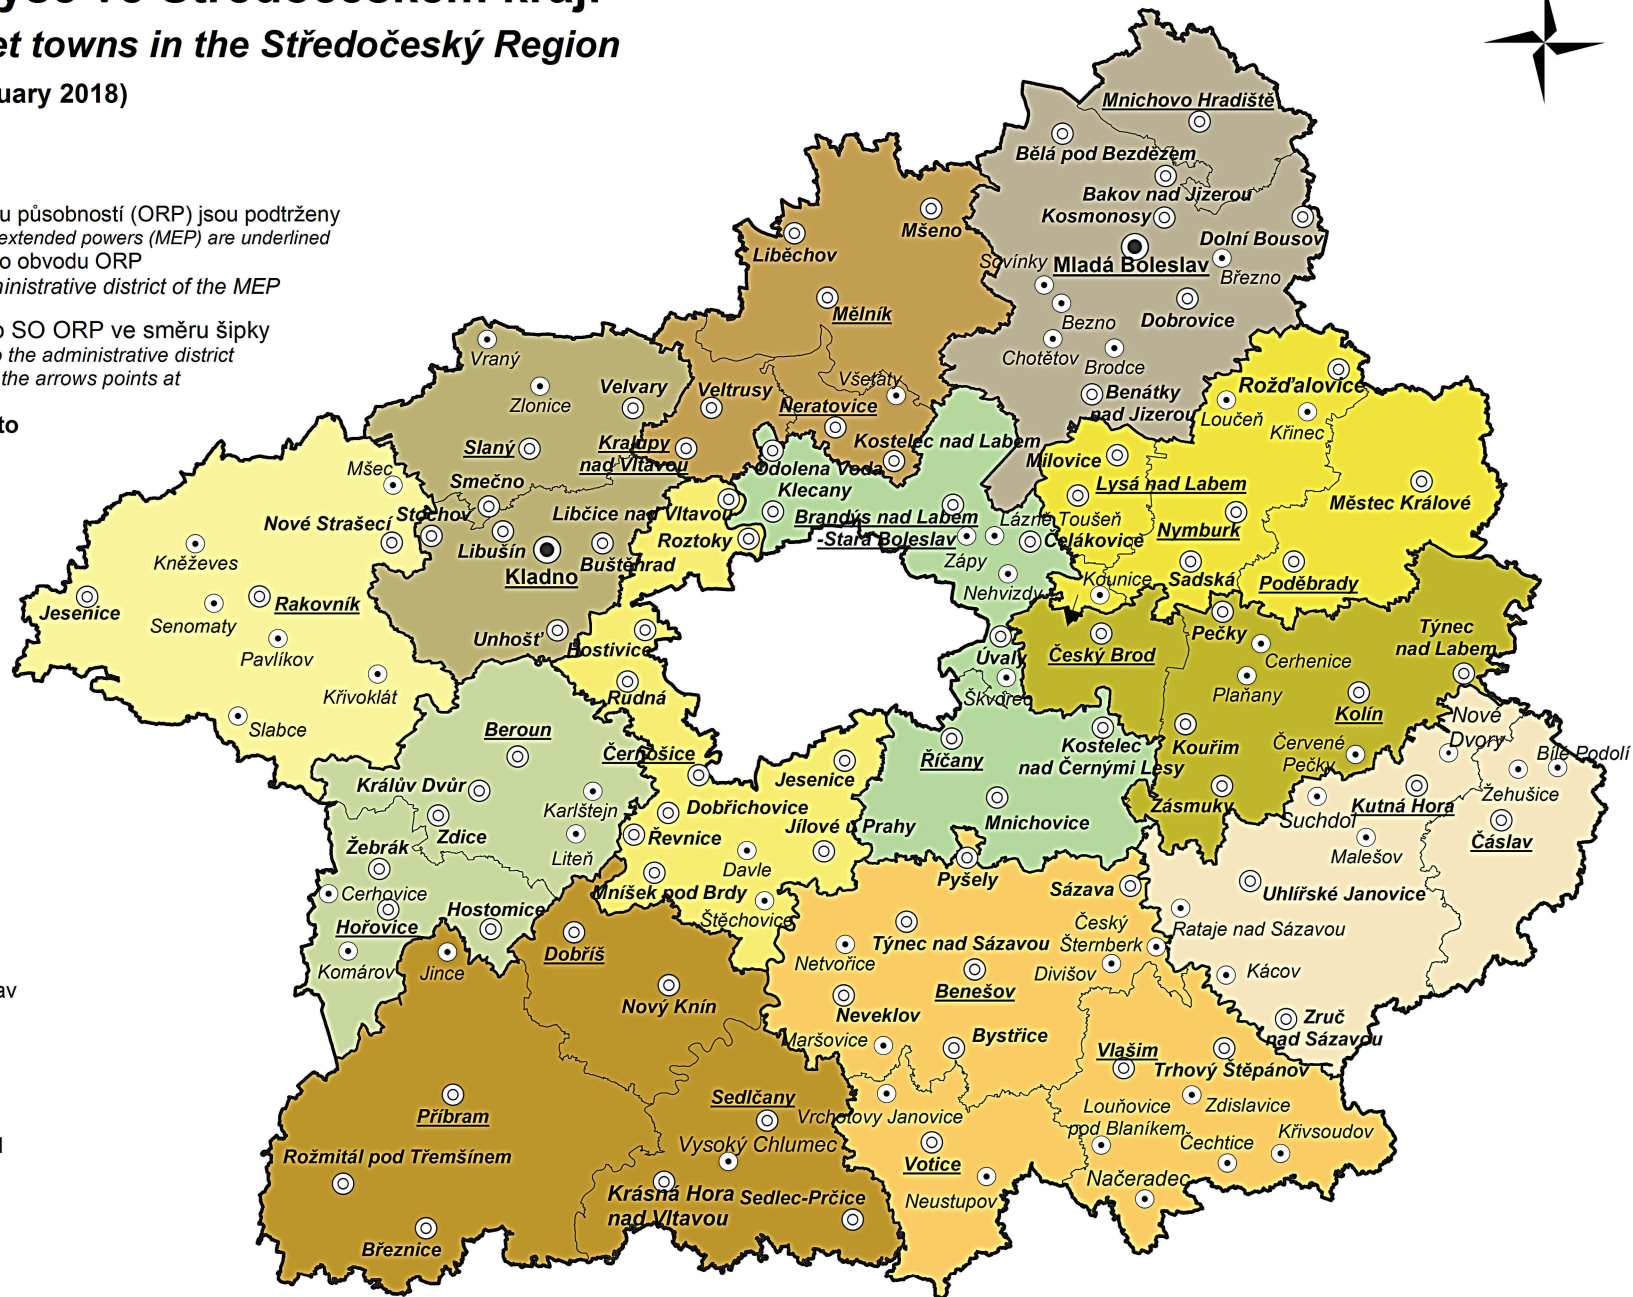 et towns in the Středočeský Region
uary 2018)
u působností (ORP) jsou podtrženy
extended powers (MEP) are underlined
o obvodu ORP
ministrative district of the MEP
o SO ORP ve směru šipky
o the administrative district
the arrows points at
to
av
Mnichovo Hradiště
Bělá pod Bezdězem
Bakov nad Jizerou
Kosmonosy
Mšeno
Liběchov
Dolní Bousov
Sovínky
Mladá Boleslav
Březno
Mělník
Bezno
Dobrovice
Vraný
Chotětov
Brodce
Všetaty
Rožďalovice
Zlonice
Velvary
Veltrusy
Neratovice
Benátky
nad Jizerou
Loučeň
Křinec
Slaný
Kralupy
nad Vltavou
Kostelec nad Labem
Milovice
Mšec
Odolena Voda
Smečno
Klecany
Lysá nad Labem
Městec Králové
Nové Strašecí
Stochov
Libčice nad Vltavou
Brandýs nad Labem
-Stará Boleslav
Lázně Toušeň
Nymburk
Libušín
Roztoky
Čelákovice
Kněževes
Kladno
Buštěhrad
Zápy
Kounice
Sadská
Poděbrady
Nehvizdy
Jesenice
Rakovník
Senomaty
Unhošť
Hostivice
Úvaly
Český Brod
Pečky
Týnec
nad Labem
Pavlíkov
Cerhenice
Křivoklát
Rudná
Škvorec
Plaňany
Kolín
Slabce
Beroun
Černošice
Říčany
Kostelec
nad Černými Lesy
Kouřim
Červené
Pečky
Nové
Dvory
Bílé Podolí
Králův Dvůr
Karlštejn
Jesenice
Dobřichovice
Mnichovice
Zásmuky
Kutná Hora
Žehušice
Zdice
Řevnice
Jílové u Prahy
Suchdol
Čáslav
Žebrák
Liteň
Davle
Malešov
Cerhovice
Mníšek pod Brdy
Pyšely
Sázava
Uhlířské Janovice
Hořovice
Hostomice
Štěchovice
Český
Šternberk
Rataje nad Sázavou
Komárov
Jince
Dobříš
Netvořice
Týnec nad Sázavou
Divišov
Kácov
Nový Knín
Benešov
Neveklov
Zruč
nad Sázavou
Maršovice
Bystřice
Vlašim
Trhový Štěpánov
Příbram
Sedlčany
Vrchotovy Janovice
Louňovice
pod Blaníkem
Zdislavice
Rožmitál pod Třemšínem
Vysoký Chlumec
Votice
Čechtice
Křivsoudov
Krásná Hora
nad Vltavou
Sedlec-Prčice
Neustupov
Načeradec
Březnice